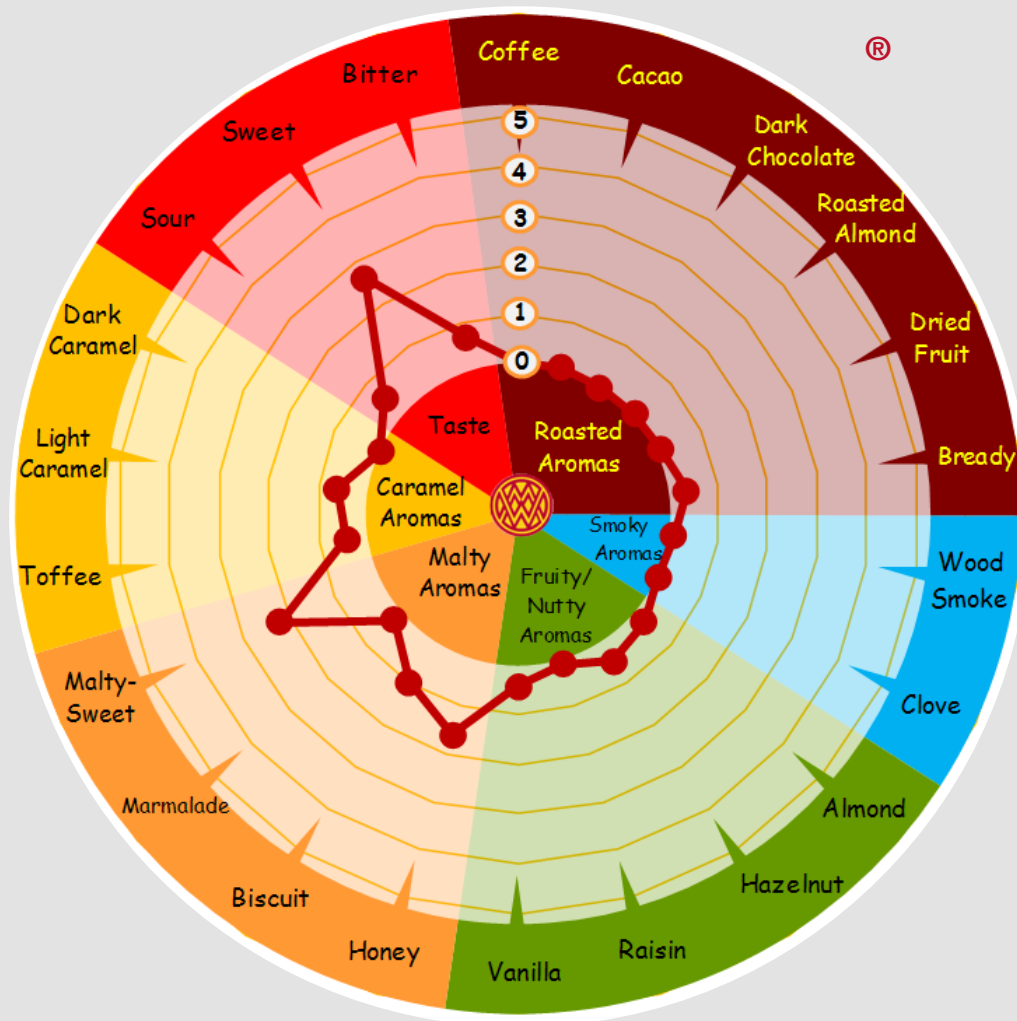 ®
Coffee
Cacao
Dark
Chocolate
Roasted
Almond
Dried
Fruit
Bready
Wood
Smoke
Clove
Almond
Hazelnut
Raisin
Vanilla
Honey
Biscuit
Marmalade
Malty-
Sweet
Toffee
Light
Caramel
Dark
Caramel
Sour
Sweet
Bitter
5
4
3
2
1
0
Taste
Roasted
Aromas
Caramel
Aromas
Smoky
Aromas
Malty
Aromas
Fruity/
Nutty
Aromas